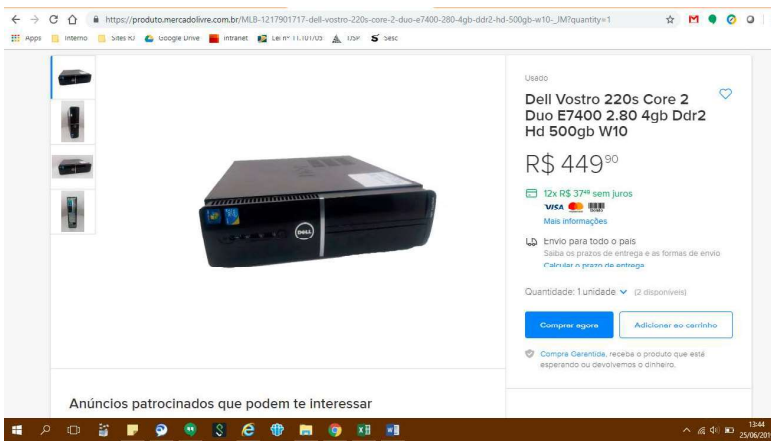 https://produto.mercadolivre.com.br/MLB-1217901717-dell-vostro-220s-core-2-duo-e7400-280-4gb-ddr2-hd-500gb-w10-_JM?quantity=1
Apps Interno Sites RJ Google Drive Intranet Lei nº 11.101/05 USP Sesc
Usado
Dell Vostro 220s Core 2
Duo E7400 2.80 4gb Ddr2
Hd 500gb W10
R$ 449⁹⁰
12x R$ 37⁴⁹ sem juros
VISA
Mais informações
Envio para todo o país
Saiba os prazos de entrega e as formas de envio
Calcular o prazo de entrega
Quantidade: 1 unidade (2 disponíveis)
Comprar agora Adicionar ao carrinho
Compra Garantida, receba o produto que está
esperando ou devolvemos o dinheiro.
DELL
Anúncios patrocinados que podem te interessar
13:44
25/06/201